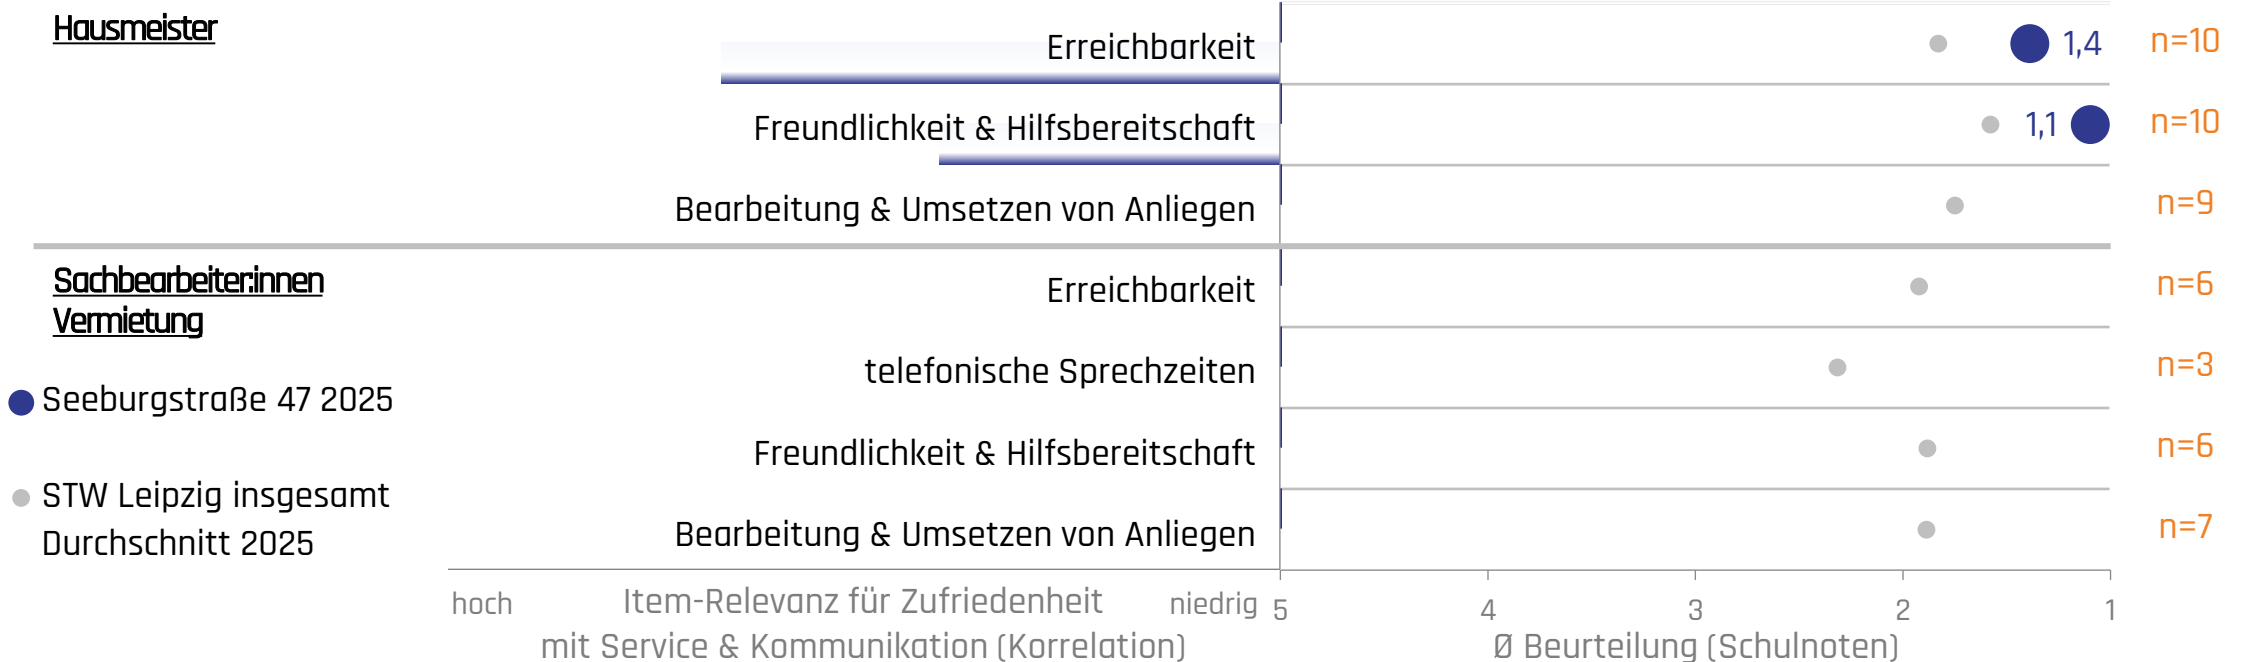 Hausmeister
Erreichbarkeit
1,4
n=10
Freundlichkeit & Hilfsbereitschaft
1,1
n=10
Bearbeitung & Umsetzen von Anliegen
n=9
Sachbearbeiter:innen
Vermietung
Erreichbarkeit
n=6
telefonische Sprechzeiten
n=3
Seeburgstraße 47 2025
Freundlichkeit & Hilfsbereitschaft
n=6
STW Leipzig insgesamt
Durchschnitt 2025
Bearbeitung & Umsetzen von Anliegen
n=7
hoch
Item-Relevanz für Zufriedenheit
mit Service & Kommunikation (Korrelation)
niedrig
5 4 3 2 1
Ø Beurteilung (Schulnoten)